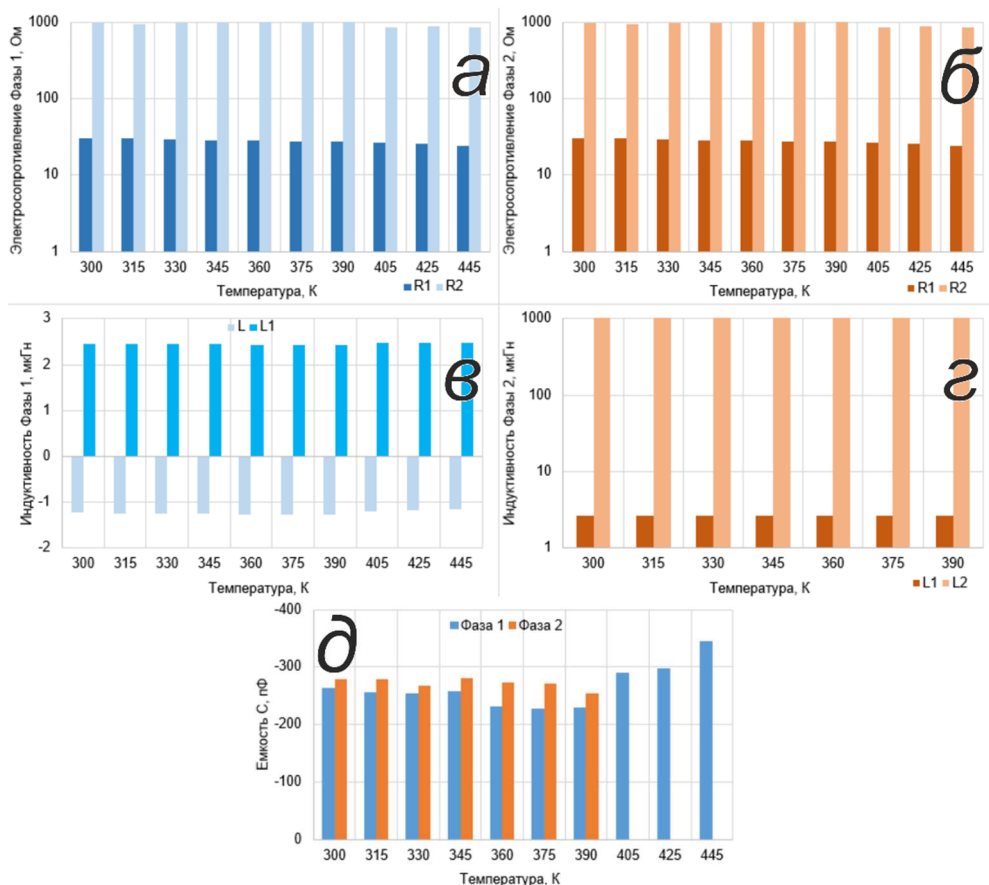 Электросопротивление Фазы 1, Ом
1000
100
10
1
а
300 315 330 345 360 375 390 405 425 445
Температура, К
R1 R2
Электросопротивление Фазы 2, Ом
1000
100
10
1
б
300 315 330 345 360 375 390 405 425 445
Температура, К
R1 R2
Индуктивность Фазы 1, мкГн
3
2
1
0
-1
-2
L L1
в
300 315 330 345 360 375 390 405 425 445
Температура, К
Индуктивность Фазы 2, мкГн
1000
100
10
1
г
300 315 330 345 360 375 390
Температура, К
L1 L2
Емкость С, пФ
-400
-300
-200
-100
0
д
Фаза 1 Фаза 2
300 315 330 345 360 375 390 405 425 445
Температура, К